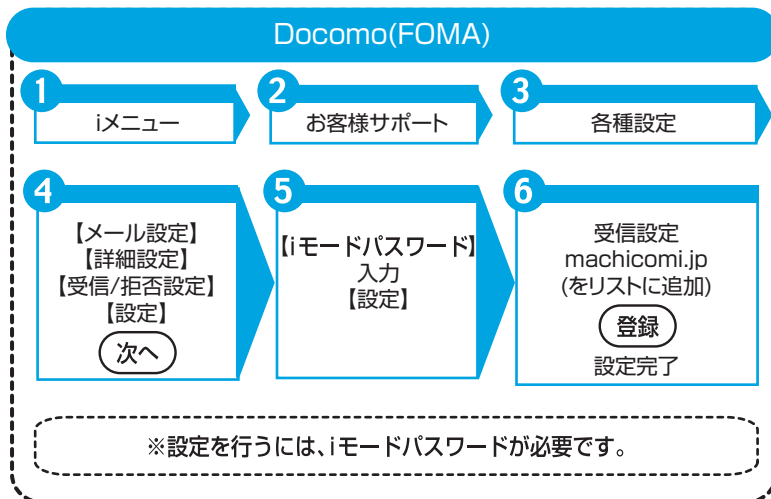 Docomo(FOMA)
1
iメニュー
2
お客様サポート
3
各種設定
4
【メール設定】
【詳細設定】
【受信/拒否設定】
【設定】
次へ
5
【iモードパスワード】
入力
【設定】
6
受信設定
machicomi.jp
(をリストに追加)
登録
設定完了
※設定を行うには、iモードパスワードが必要です。